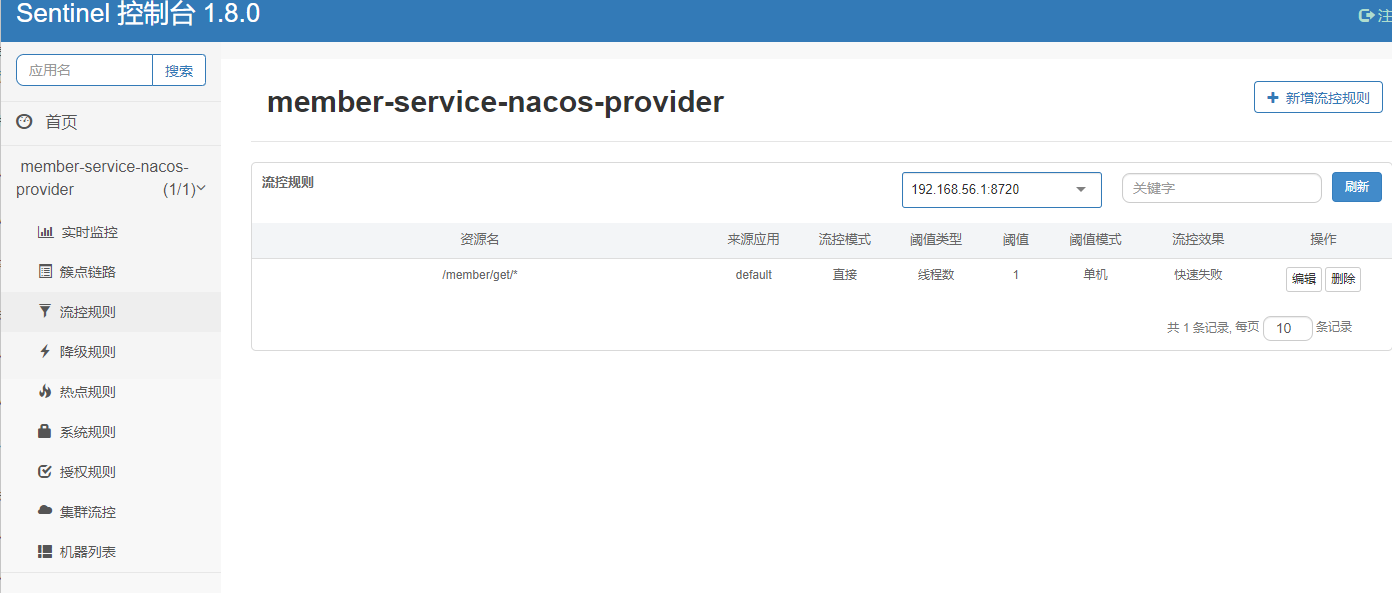 Sentinel 控制台 1.8.0
注
应用名 搜索
首页
member-service-nacos-
provider (1/1)
实时监控
簇点链路
流控规则
降级规则
热点规则
系统规则
授权规则
集群流控
机器列表
member-service-nacos-provider
新增流控规则
流控规则 192.168.56.1:8720 关键字 刷新
资源名 来源应用 流控模式 阈值类型 阈值 阈值模式 流控效果 操作
/member/get/* default 直接 线程数 1 单机 快速失败 编辑 删除
共 1 条记录, 每页 10 条记录